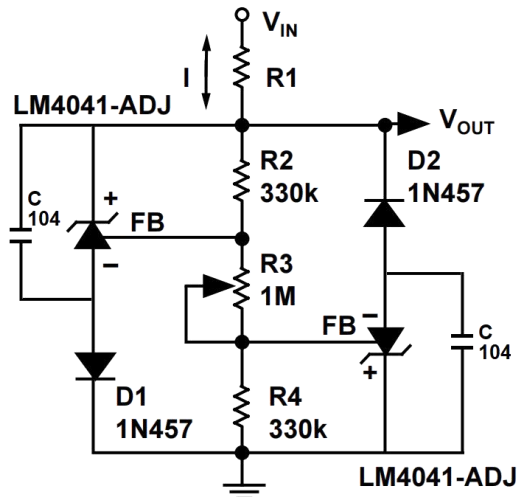 V_IN
I
R1
LM4041-ADJ
V_OUT
R2
330k
D2
1N457
C
104
+
FB
−
R3
1M
FB
−
+
C
104
D1
1N457
R4
330k
LM4041-ADJ